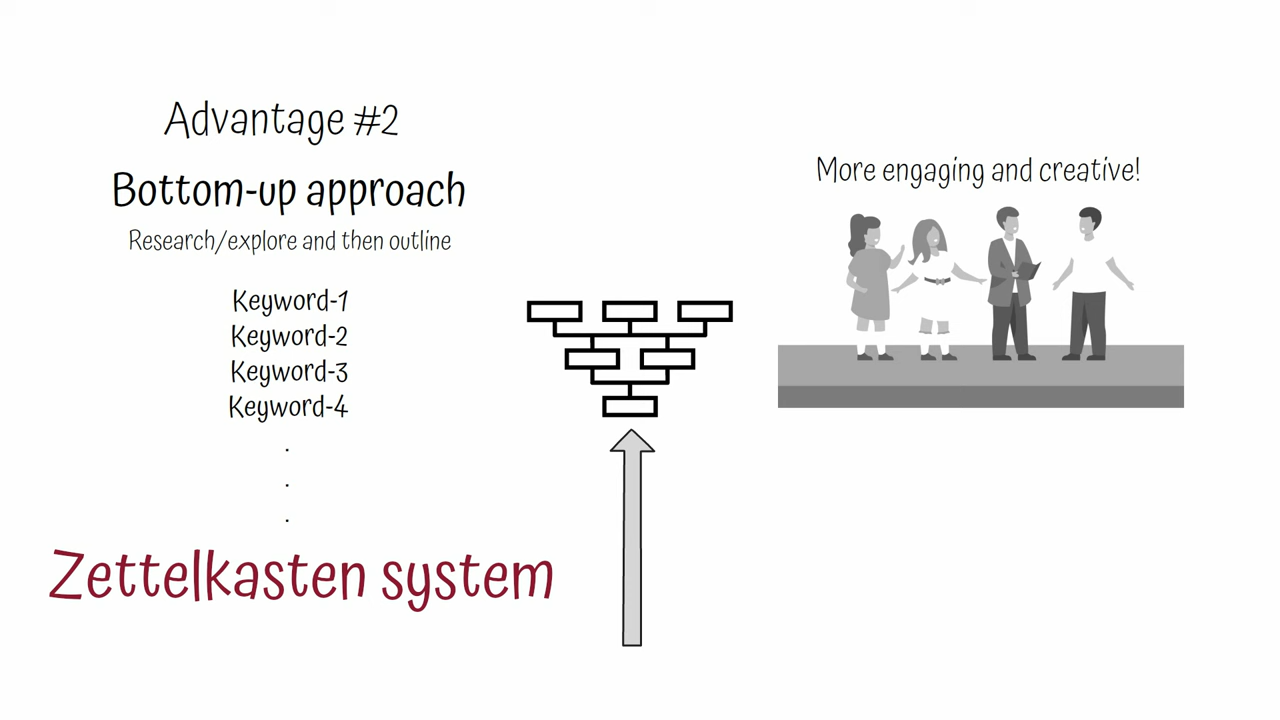 Advantage #2
Bottom-up approach
Research/explore and then outline
Keyword-1
Keyword-2
Keyword-3
Keyword-4
.
.
.
Zettelkasten system
More engaging and creative!